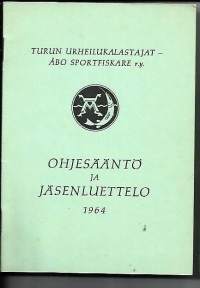 TURUN URHEILUKALASTAJAT –
ÅBO SPORTFISKARE r.y.
OHJESÄÄNTÖ
JA
JÄSENLUETTELO
1964